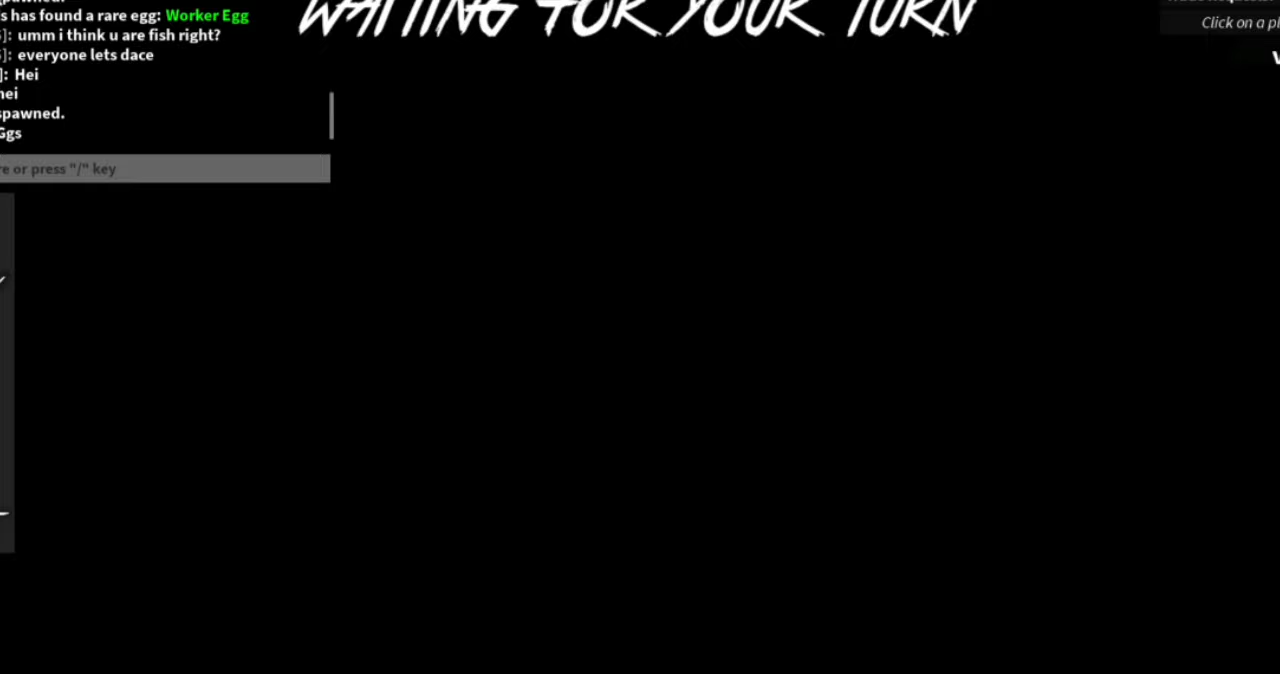 s has found a rare egg: Worker Egg
]: umm i think u are fish right?
]: everyone lets dace
]: Hei
hei
spawned.
Ggs
re or press "/" key
WAITING FOR YOUR TURN
Click on a pl